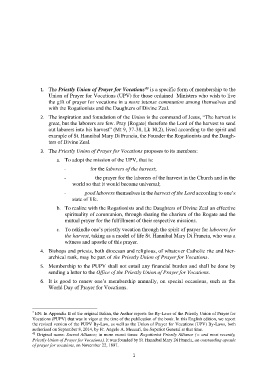 1. The Priestly Union of Prayer for Vocations is a specific form of membership to the
Union of Prayer for Vocations (UPV) for those ordained Ministers who wish to live
the gift of prayer for vocations in a more intense communion among themselves and
with the Rogationists and the Daughters of Divine Zeal.
2. The inspiration and foundation of the Union is the command of Jesus, "The harvest is
great, but the laborers are few. Pray (Rogate) therefore the Lord of the harvest to send
out laborers into his harvest" (Mt 9, 37-38, Lk 10,2), lived according to the spirit and
example of St. Hannibal Mary Di Francia, the Founder the Rogationists and the Daugh-
ters of Divine Zeal.
3. The Priestly Union of Prayer for Vocations proposes to its members:
a. To adopt the mission of the UPV, that is:
- for the laborers of the harvest,
- the prayer for the laborers of the harvest in the Church and in the
world so that it would become universal;
- good laborers themselves in the harvest of the Lord according to one's
state of life.
b. To realize with the Rogationists and the Daughters of Divine Zeal an effective
spirituality of communion, through sharing the charism of the Rogate and the
mutual prayer for the fulfillment of their respective missions.
c. To rekindle one's priestly vocation through the spirit of prayer for laborers for
the harvest, taking as a model of life St. Hannibal Mary Di Francia, who was a
witness and apostle of this prayer.
4. Bishops and priests, both diocesan and religious, of whatever Catholic rite and hier-
archical rank, may be part of the Priestly Union of Prayer for Vocations.
5. Membership to the PUPV shall not entail any financial burden and shall be done by
sending a letter to the Office of the Priestly Union of Prayer for Vocations.
6. It is good to renew one's membership annually, on special occasions, such as the
World Day of Prayer for Vocations.
EN: In Appendix II of the original Italian, the Author reports the By-Laws of the Priestly Union of Prayer for
Vocations (PUPV) that was in vigor at the time of the publication of the book. In this English edition, we report
the revised version of the PUPV By-Laws, as well as the Union of Prayer for Vocations (UPV) By-Laws, both
authorized on September 8, 2014, by Fr. Angelo A. Mezzari, the Superior General at that time.
Original name: Sacred Alliance; in more recent times: Rogationist Priestly Alliance or, and more recently,
Priestly Union of Prayer for Vocations. It was founded by St. Hannibal Mary Di Francia, an outstanding apostle
of prayer for vocations, on November 22, 1897.
1